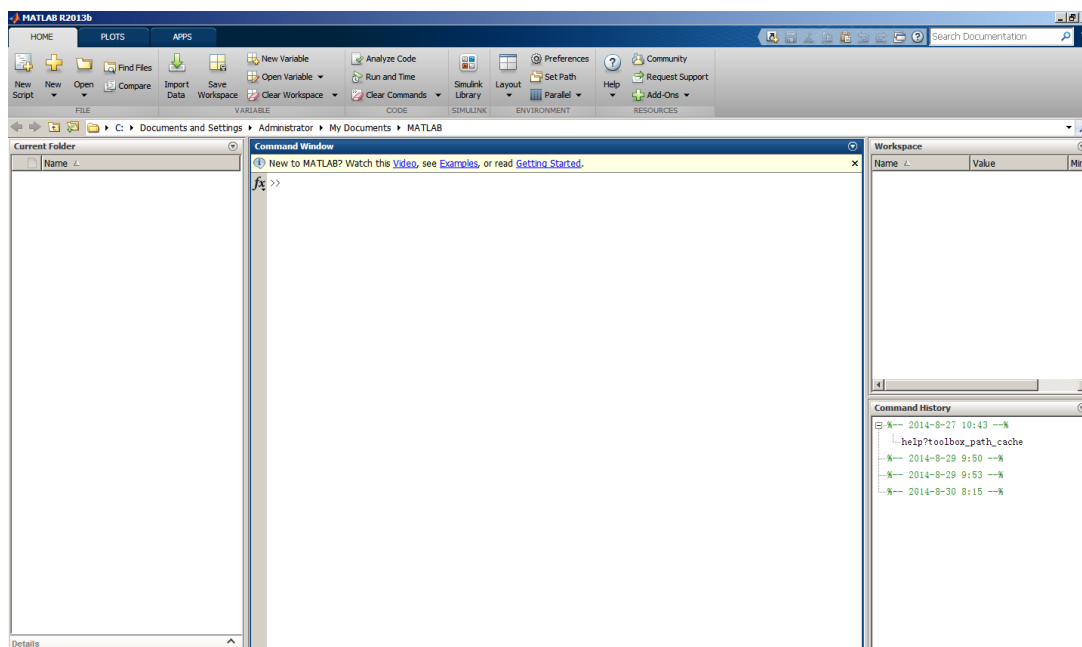 MATLAB R2013b
HOME PLOTS APPS
Search Documentation
New Script
New
Open
Find Files
Compare
Import Data
Save Workspace
New Variable
Open Variable
Clear Workspace
Analyze Code
Run and Time
Clear Commands
Simulink Library
Layout
Preferences
Set Path
Parallel
Help
Community
Request Support
Add-Ons
FILE VARIABLE CODE SIMULINK ENVIRONMENT RESOURCES
C: Documents and Settings Administrator My Documents MATLAB
Current Folder
Name
Details
Command Window
New to MATLAB? Watch this Video, see Examples, or read Getting Started.
fx >>
Workspace
Name Value
Command History
%-- 2014-8-27 10:43 --%
help?toolbox_path_cache
%-- 2014-8-29 9:50 --%
%-- 2014-8-29 9:53 --%
%-- 2014-8-30 8:15 --%